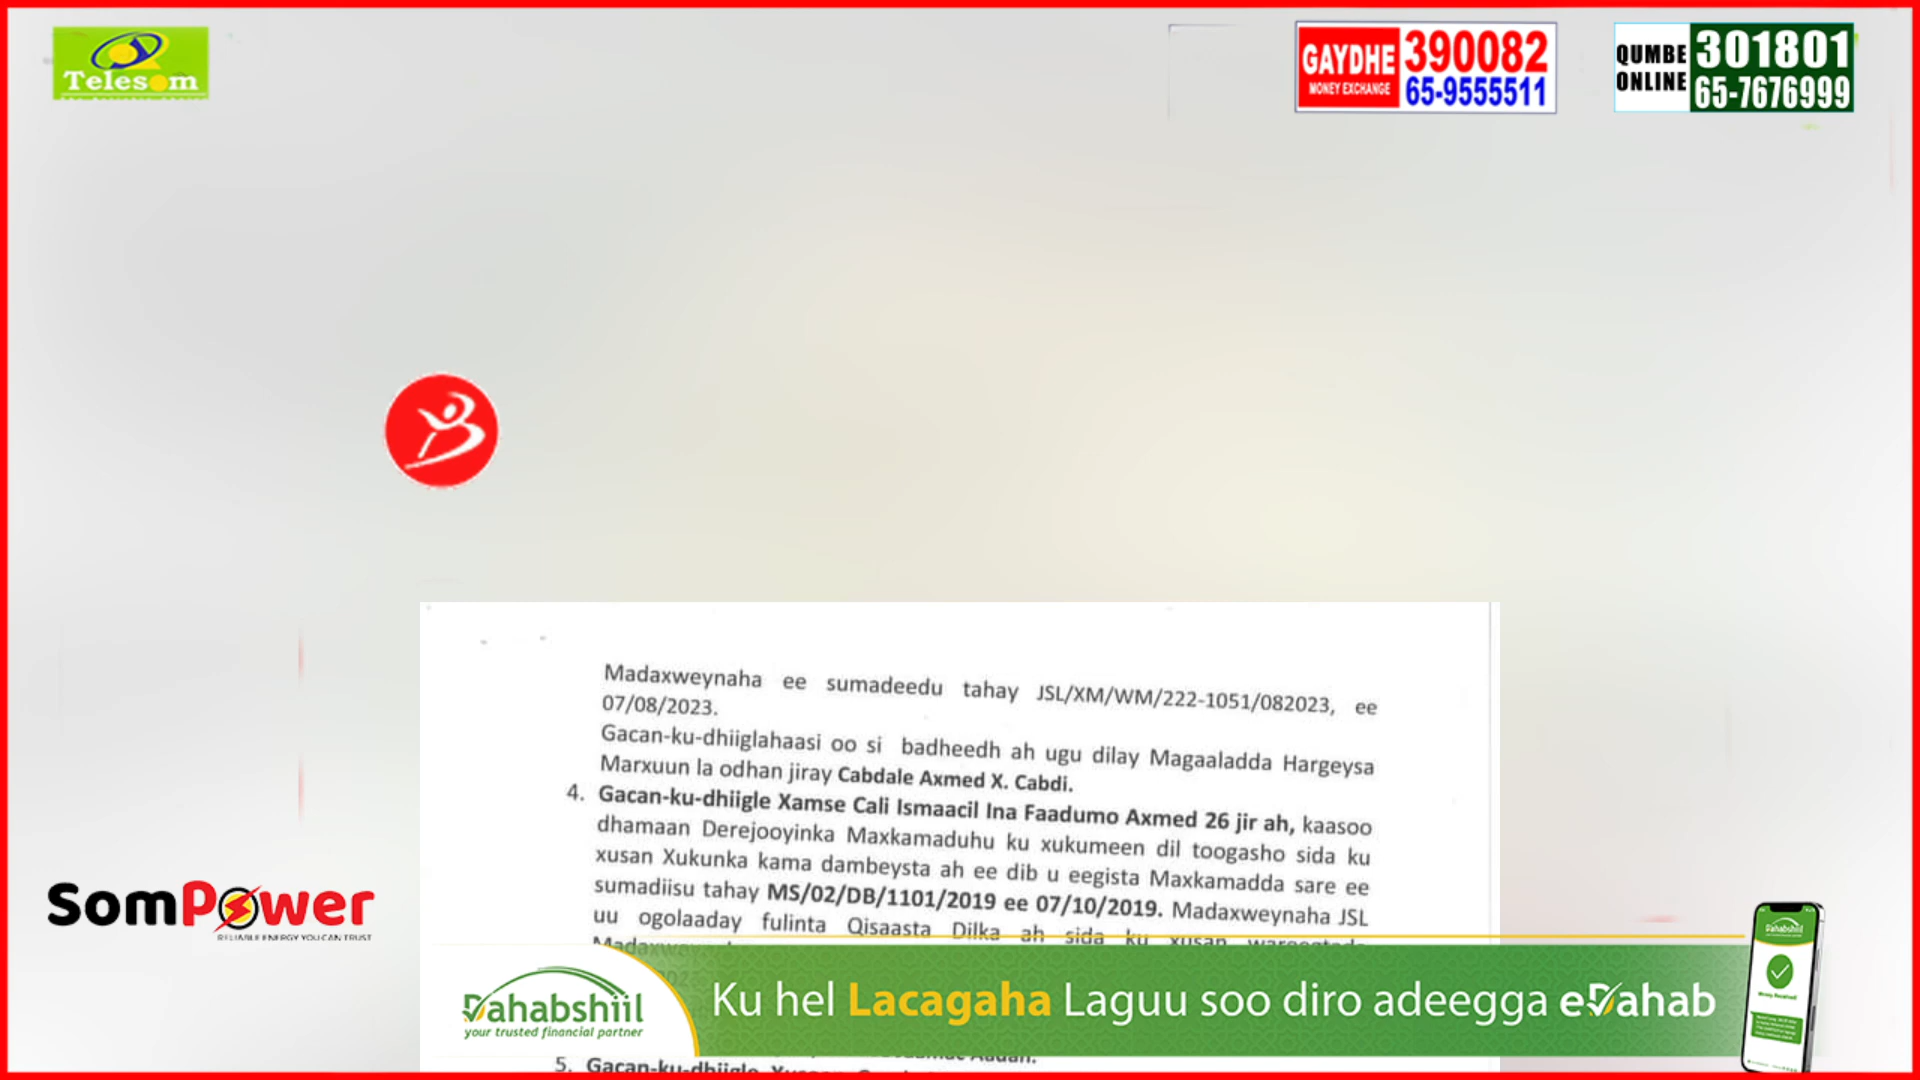 Telesom
GAYDHE
MONEY EXCHANGE
390082
65-9555511
QUMBE
ONLINE
301801
65-7676999
Madaxweynaha ee sumadeedu tahay JSL/XM/WM/222-1051/082023, ee
07/08/2023.
Gacan-ku-dhiiglahaasi oo si badheedh ah ugu dilay Magaaladda Hargeysa
Marxuun la odhan jiray Cabdale Axmed X. Cabdi.
4. Gacan-ku-dhiigle Xamse Cali Ismaacil Ina Faadumo Axmed 26 jir ah, kaasoo
dhamaan Derejooyinka Maxkamaduhu ku xukumeen dil toogasho sida ku
xusan Xukunka kama dambeysta ah ee dib u eegista Maxkamadda sare ee
sumadiisu tahay MS/02/DB/1101/2019 ee 07/10/2019. Madaxweynaha JSL
uu ogolaaday fulinta Qisaasta Dilka ah sida ku xusan
SomPower
RELIABLE ENERGY YOU CAN TRUST
Dahabshiil
your trusted financial partner
Ku hel Lacagaha Laguu soo diro adeegga eDahab
Dahabshiil
5. Gacan-ku-dhiigle